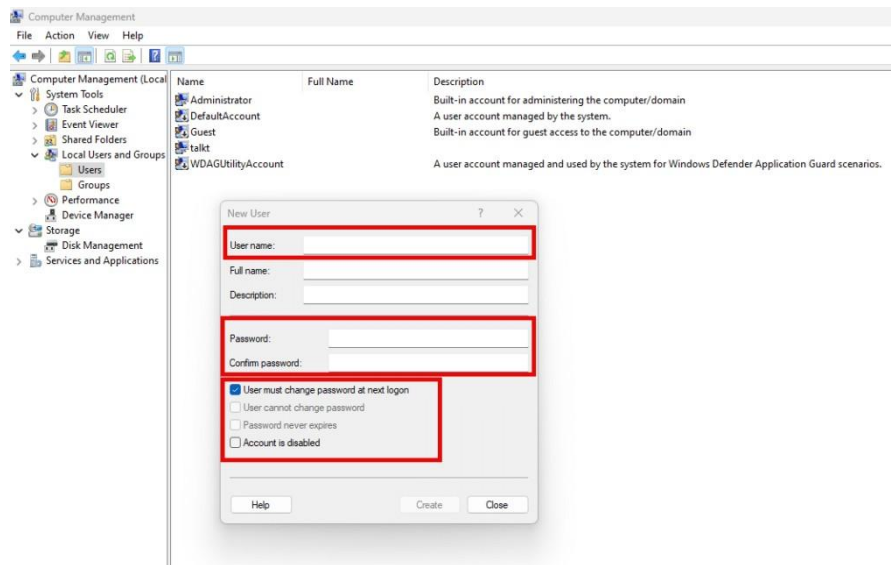 Computer Management
File Action View Help
Computer Management (Local
System Tools
Task Scheduler
Event Viewer
Shared Folders
Local Users and Groups
Users
Groups
Performance
Device Manager
Storage
Disk Management
Services and Applications
Name Full Name Description
Administrator Built-in account for administering the computer/domain
DefaultAccount A user account managed by the system.
Guest Built-in account for guest access to the computer/domain
talkt
WDAGUtilityAccount A user account managed and used by the system for Windows Defender Application Guard scenarios.
New User ?
User name:
Full name:
Description:
Password:
Confirm password:
User must change password at next logon
User cannot change password
Password never expires
Account is disabled
Help Create Close